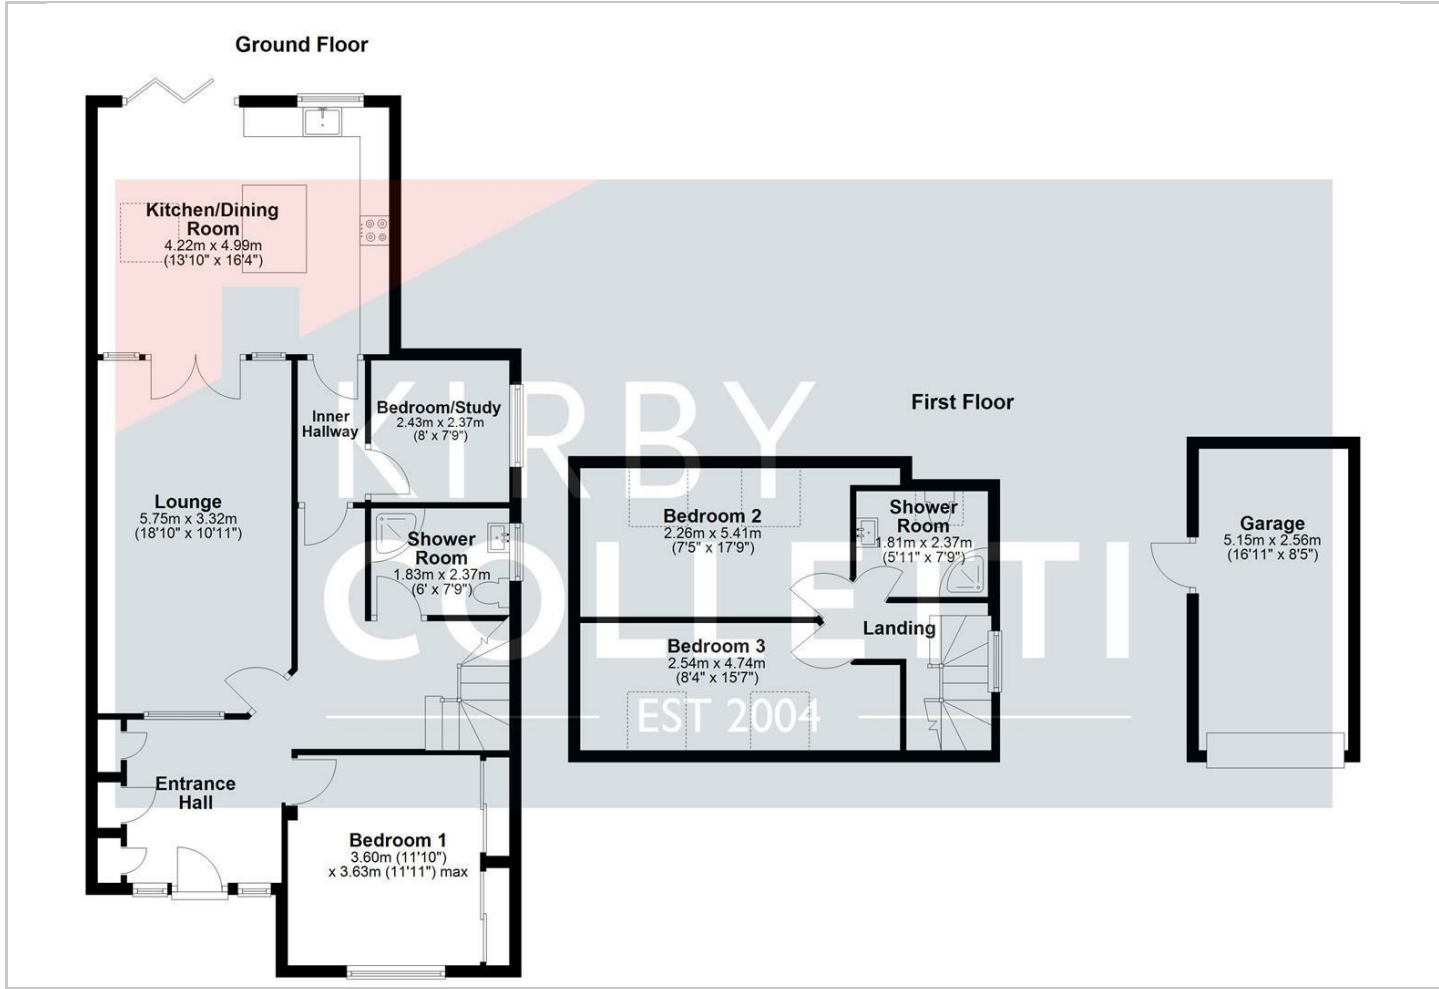 Ground Floor
Kitchen/Dining
Room
4.22m x 4.99m
(13'10" x 16'4")
Inner
Hallway
Bedroom/Study
2.43m x 2.37m
(8' x 7'9")
Lounge
5.75m x 3.32m
(18'10" x 10'11")
Shower
Room
1.83m x 2.37m
(6' x 7'9")
Entrance
Hall
Bedroom 1
3.60m (11'10")
x 3.63m (11'11") max
First Floor
Bedroom 2
2.26m x 5.41m
(7'5" x 17'9")
Shower
Room
1.81m x 2.37m
(5'11" x 7'9")
Landing
Bedroom 3
2.54m x 4.74m
(8'4" x 15'7")
Garage
5.15m x 2.56m
(16'11" x 8'5")
KIRBY
COLLETTI
EST 2004